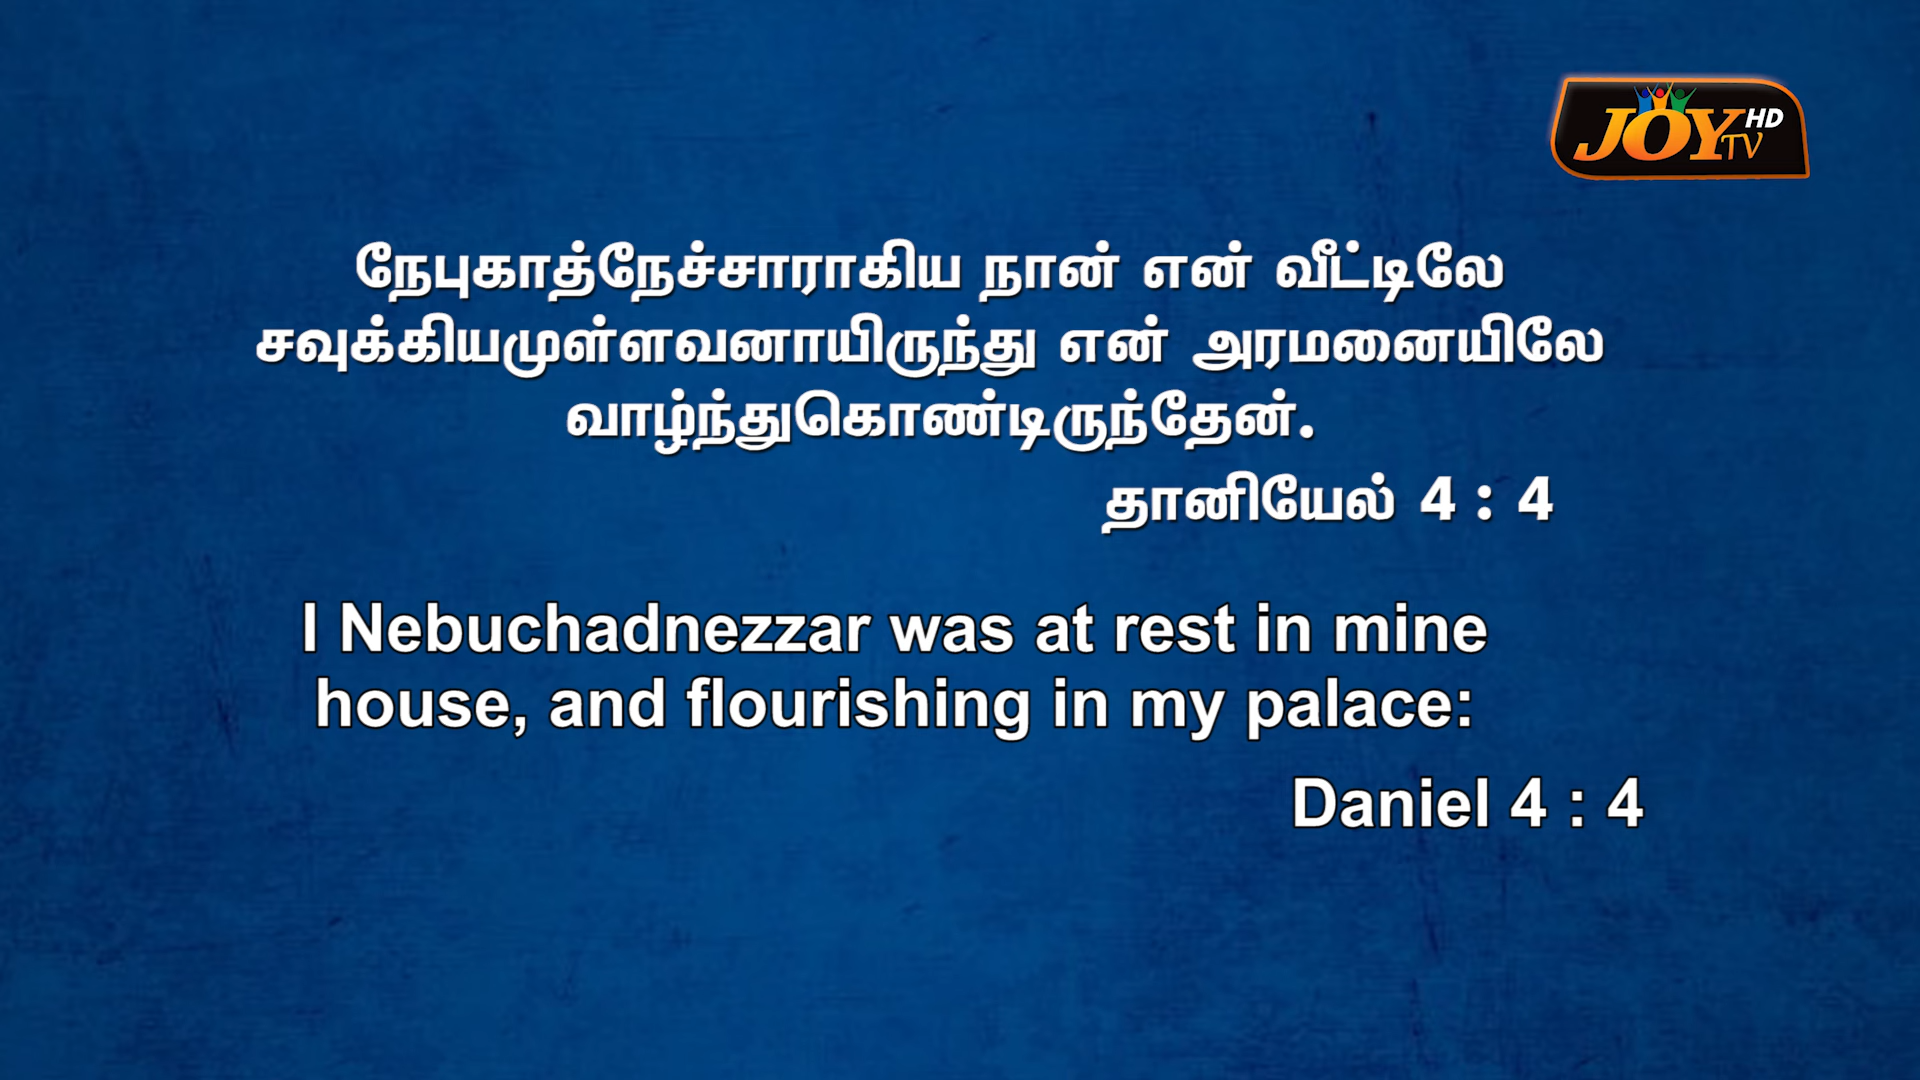 JOY HD TV
நேபுகாத்நேச்சாராகிய நான் என் வீட்டிலே
சவுக்கியமுள்ளவனாயிருந்து என் அரமனையிலே
வாழ்ந்துகொண்டிருந்தேன்.
தானியேல் 4 : 4
I Nebuchadnezzar was at rest in mine
house, and flourishing in my palace:
Daniel 4 : 4